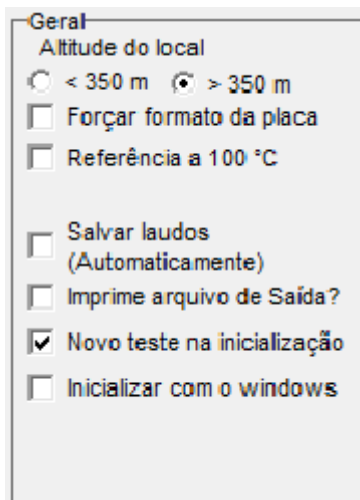 Geral
Altitude do local
< 350 m > 350 m
Forçar formato da placa
Referência a 100 °C
Salvar laudos
(Automaticamente)
Imprime arquivo de Saída?
Novo teste na inicialização
Inicializar com o windows